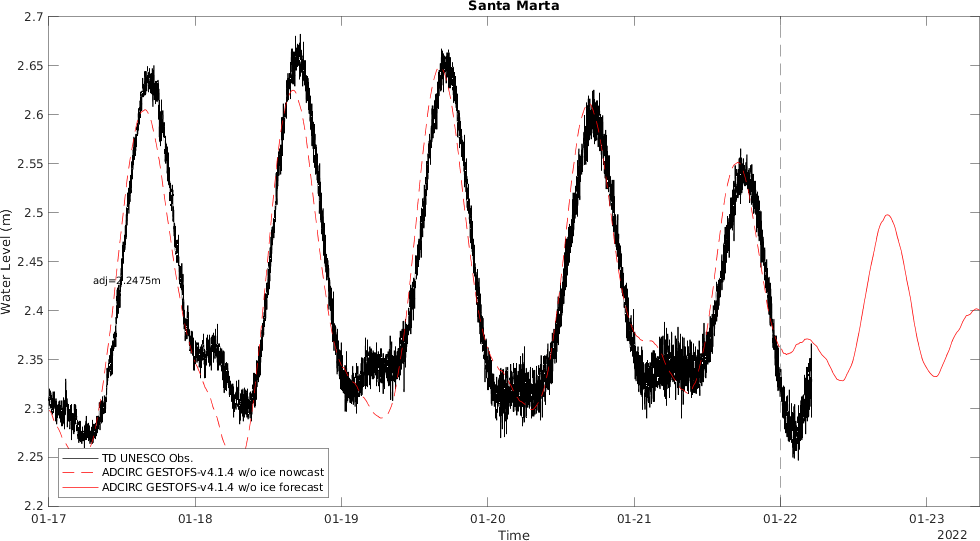 Santa Marta
Water Level (m)
2.7
2.65
2.6
2.55
2.5
2.45
2.4
2.35
2.3
2.25
2.2
adj=2.2475m
TD UNESCO Obs.
ADCIRC GESTOFS-v4.1.4 w/o ice nowcast
ADCIRC GESTOFS-v4.1.4 w/o ice forecast
01-17 01-18 01-19 01-20 01-21 01-22 01-23
Time
2022